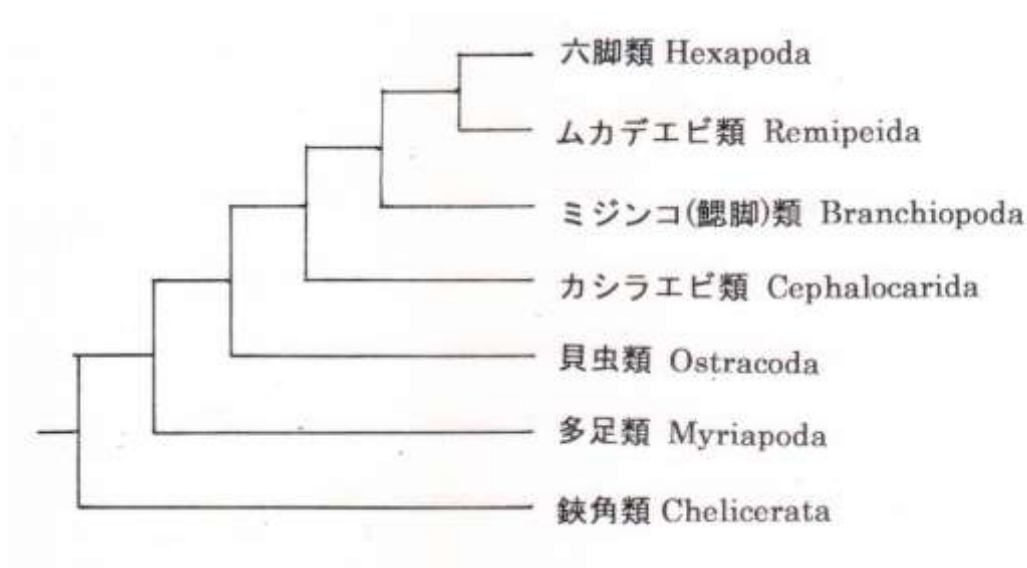 六脚類 Hexapoda
ムカデエビ類 Remipeida
ミジンコ(鰓脚)類 Branchiopoda
カシラエビ類 Cephalocarida
貝虫類 Ostracoda
多足類 Myriapoda
鋏角類 Chelicerata